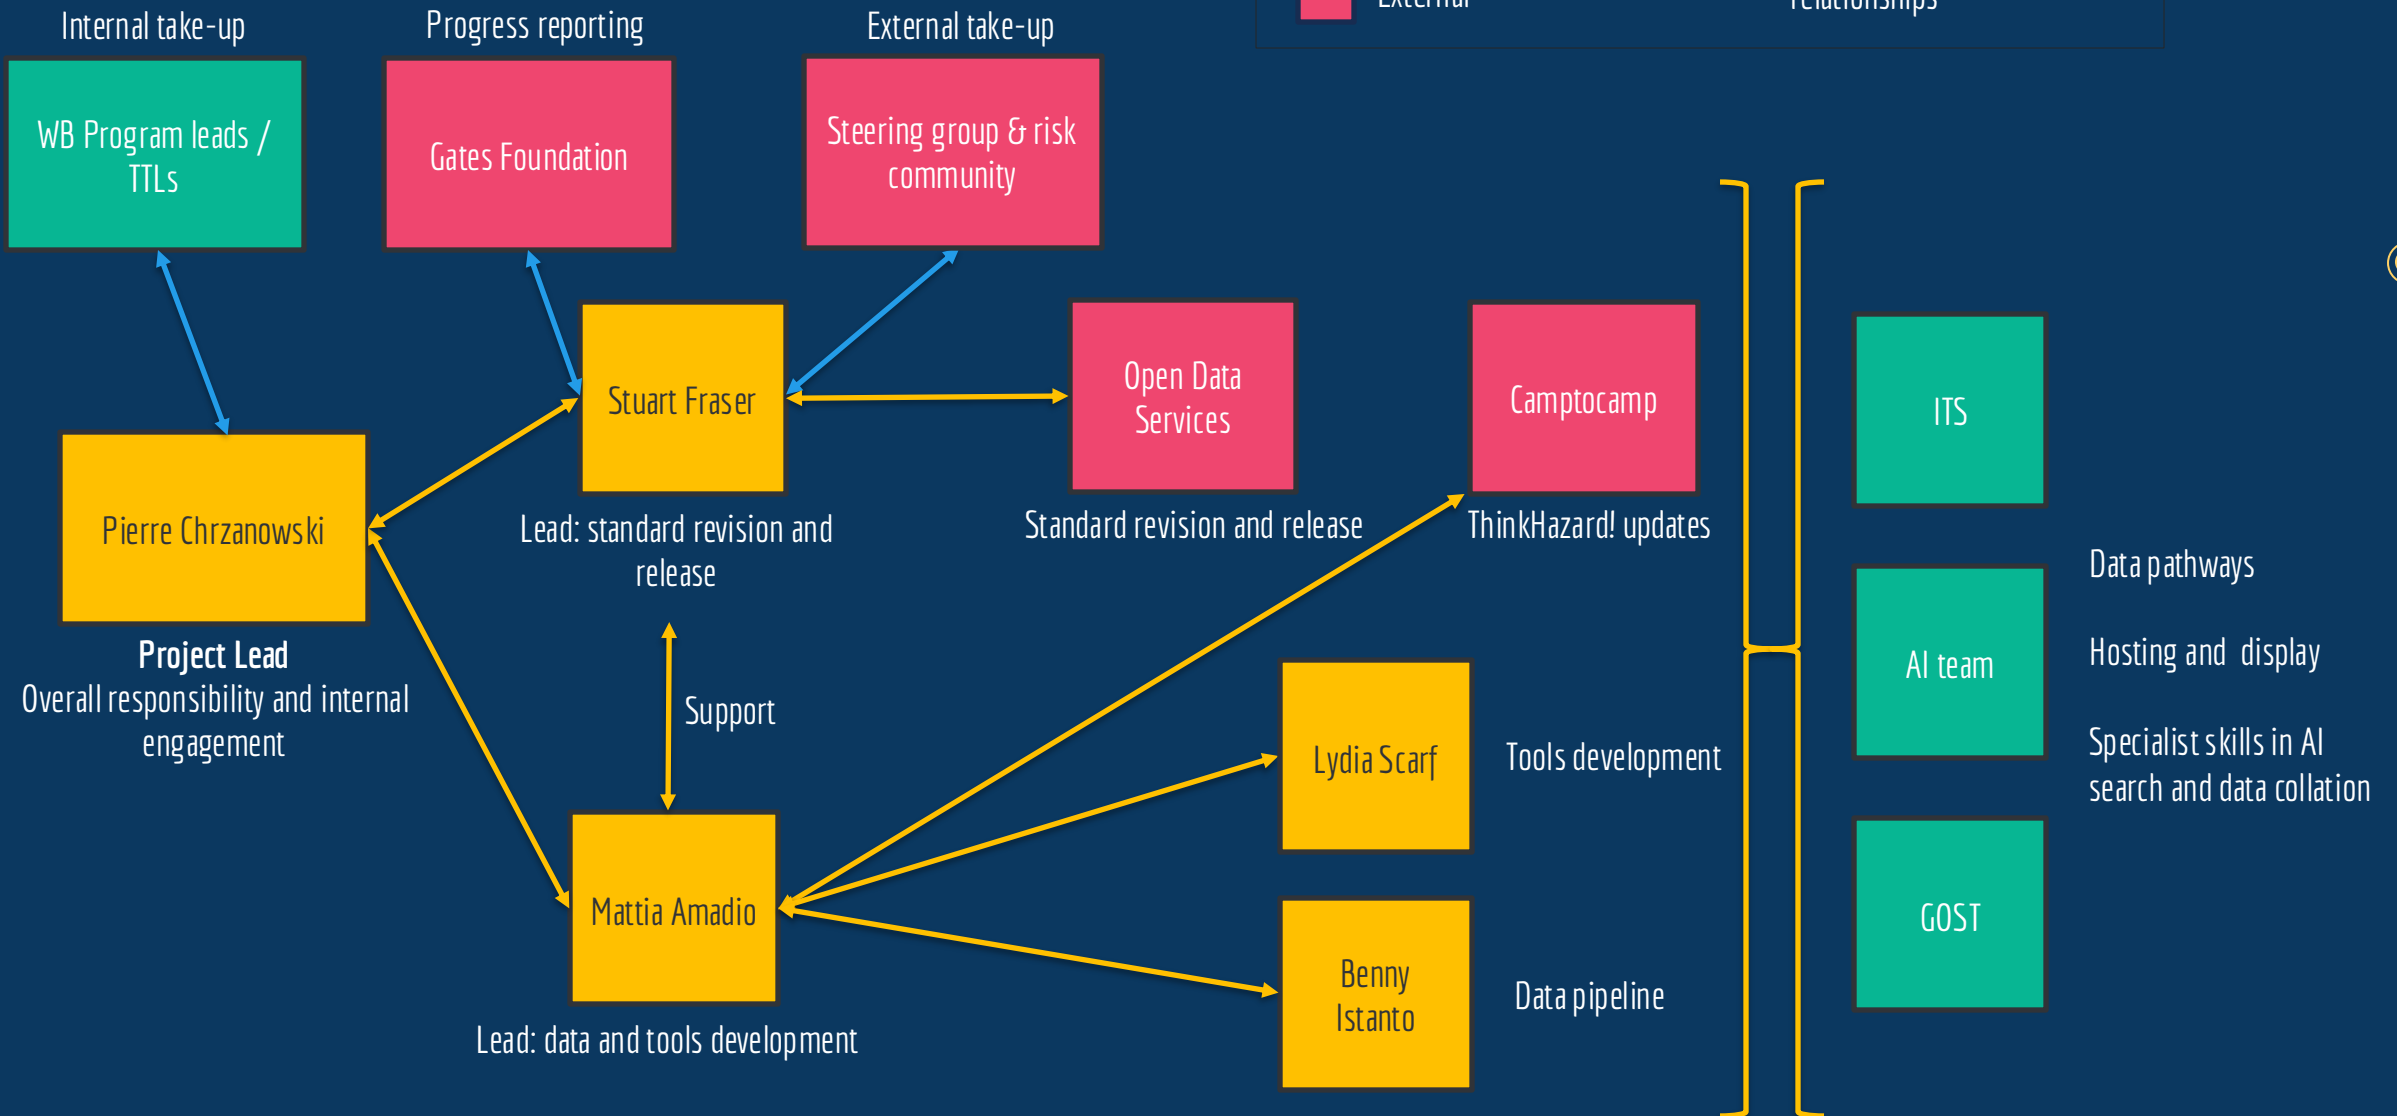 External
relationships
Internal take-up
Progress reporting
External take-up
WB Program leads /
TTLs
Gates Foundation
Steering group & risk
community
Stuart Fraser
Open Data
Services
Camptocamp
ITS
Pierre Chrzanowski
Lead: standard revision and
release
Standard revision and release
ThinkHazard! updates
Project Lead
Overall responsibility and internal
engagement
Support
AI team
Data pathways
Hosting and display
Specialist skills in AI
search and data collation
Lydia Scarf
Tools development
Mattia Amadio
Lead: data and tools development
Benny
Istanto
Data pipeline
GOST